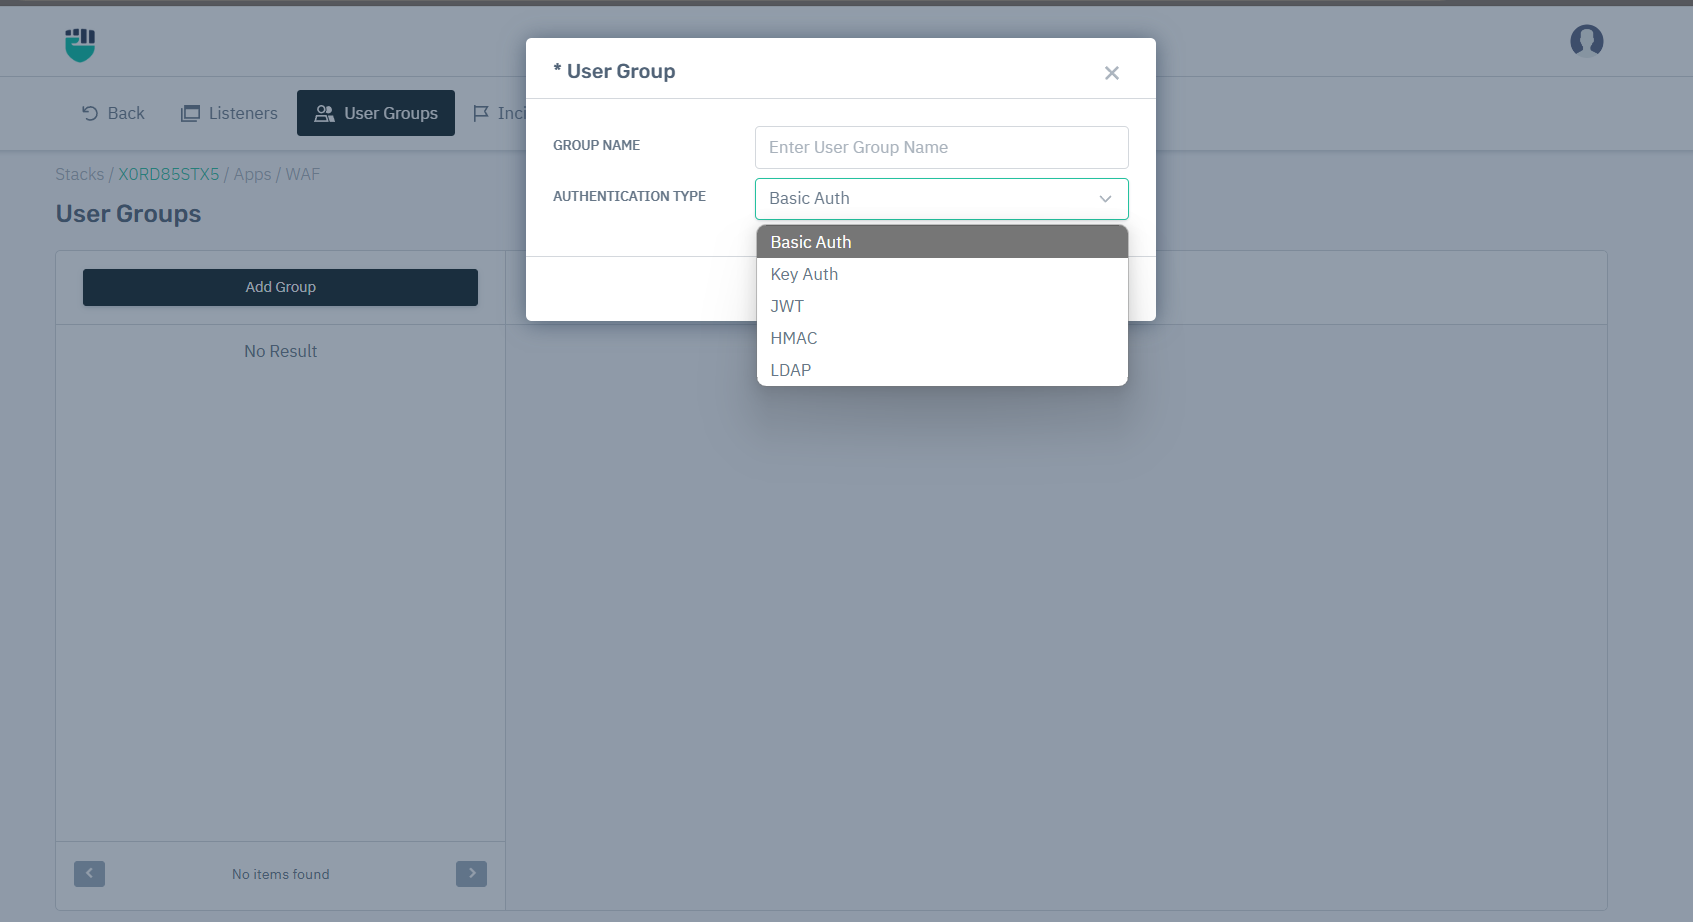 * User Group
Back
Listeners
User Groups
Inci
GROUP NAME
Enter User Group Name
AUTHENTICATION TYPE
Basic Auth
Basic Auth
Key Auth
JWT
HMAC
LDAP
Stacks / X0RD85STX5 / Apps / WAF
User Groups
Add Group
No Result
No items found